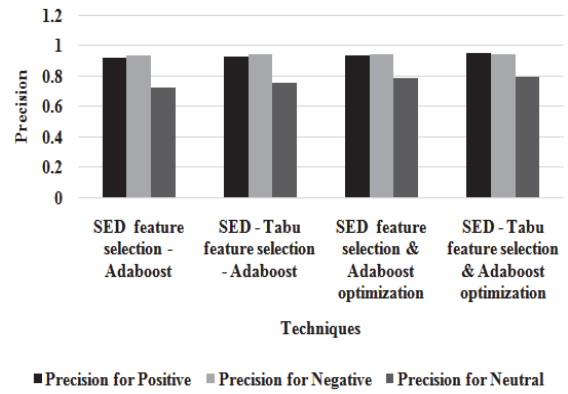 1.2
1
0.8
0.6
0.4
0.2
0
Precision
SED feature selection - Adaboost
SED - Tabu feature selection - Adaboost
SED feature selection & Adaboost optimization
SED - Tabu feature selection & Adaboost optimization
Techniques
Precision for Positive
Precision for Negative
Precision for Neutral